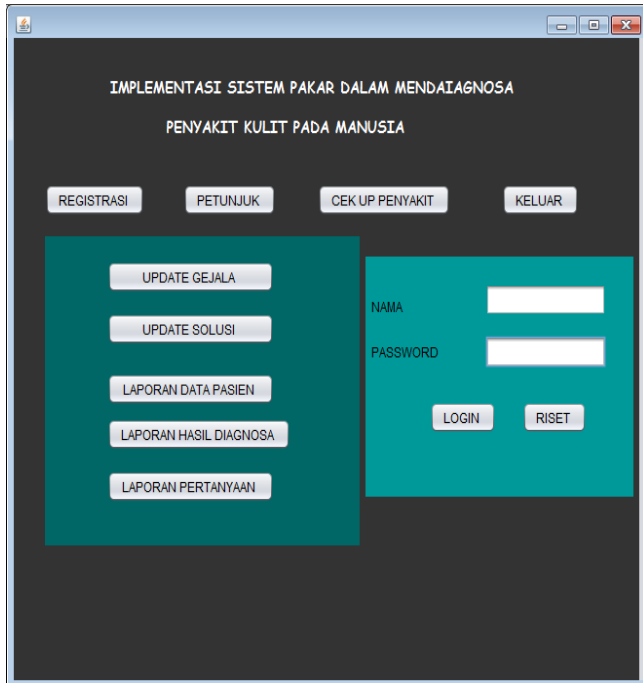 IMPLEMENTASI SISTEM PAKAR DALAM MENDAIAGNOSA
PENYAKIT KULIT PADA MANUSIA
REGISTRASI PETUNJUK CEK UP PENYAKIT KELUAR
UPDATE GEJALA
UPDATE SOLUSI
LAPORAN DATA PASIEN
LAPORAN HASIL DIAGNOSA
LAPORAN PERTANYAAN
NAMA
PASSWORD
LOGIN RISET